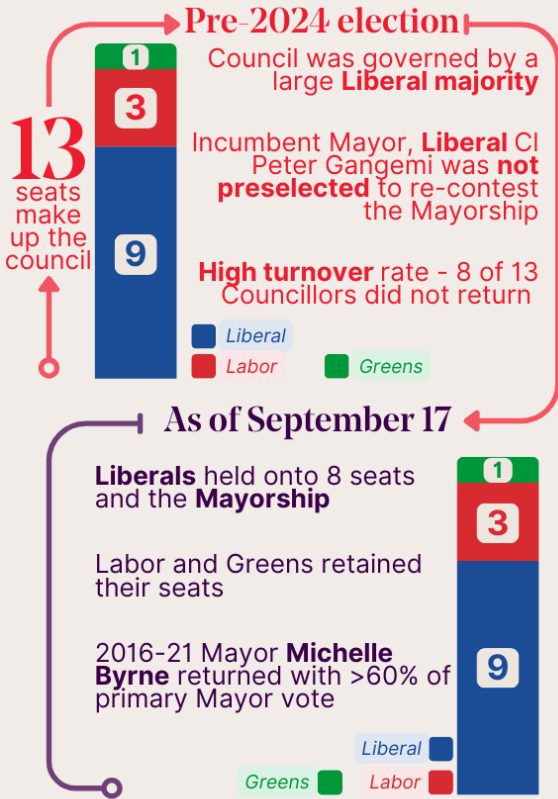 Pre-2024 election
1
3
9
13
seats
make
up the
council
Council was governed by a
large Liberal majority
Incumbent Mayor, Liberal Cl
Peter Gangemi was not
preselected to re-contest
the Mayorship
High turnover rate - 8 of 13
Councillors did not return
Liberal
Labor
Greens
As of September 17
Liberals held onto 8 seats
and the Mayorship
Labor and Greens retained
their seats
2016-21 Mayor Michelle
Byrne returned with >60% of
primary Mayor vote
1
3
9
Liberal
Greens
Labor